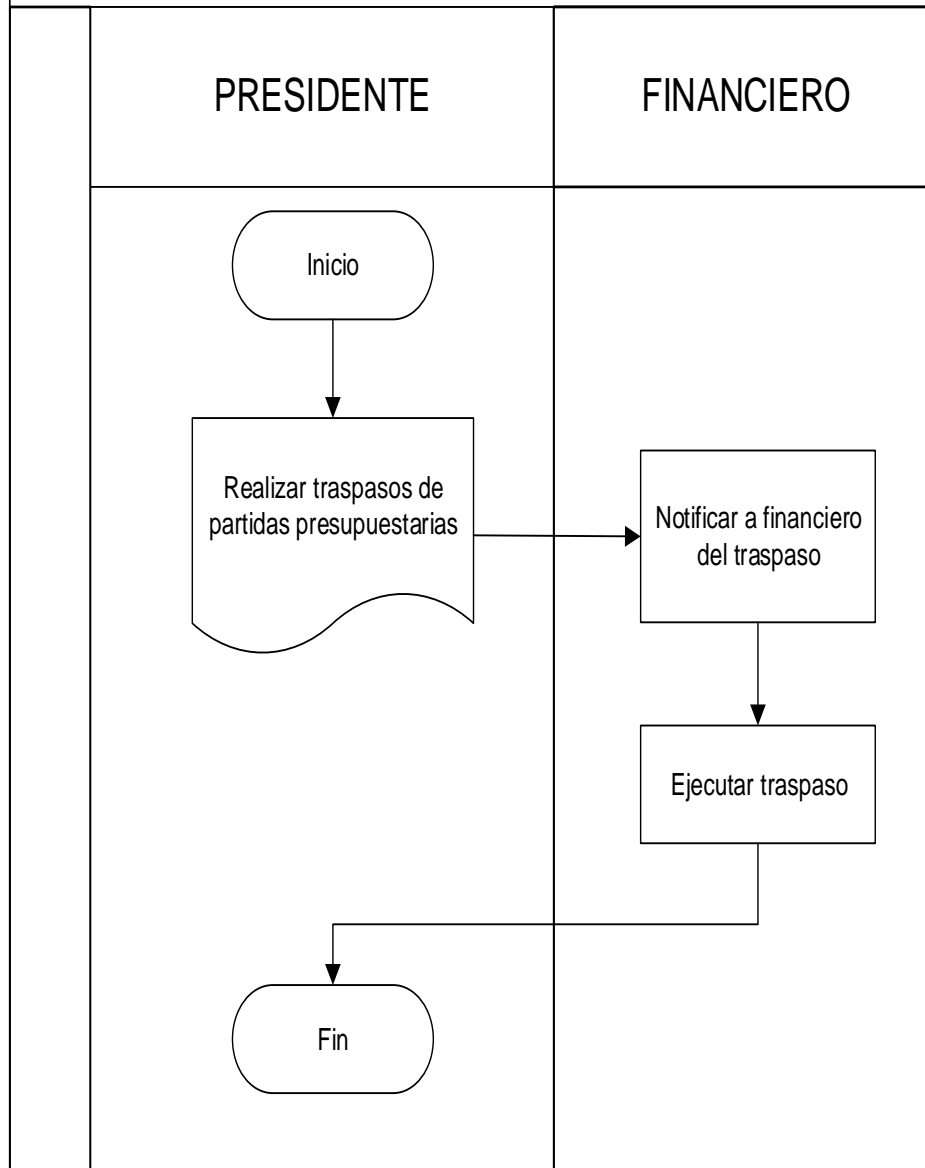 PRESIDENTE
FINANCIERO
Inicio
Realizar traspasos de
partidas presupuestarias
Notificar a financiero
del traspaso
Ejecutar traspaso
Fin